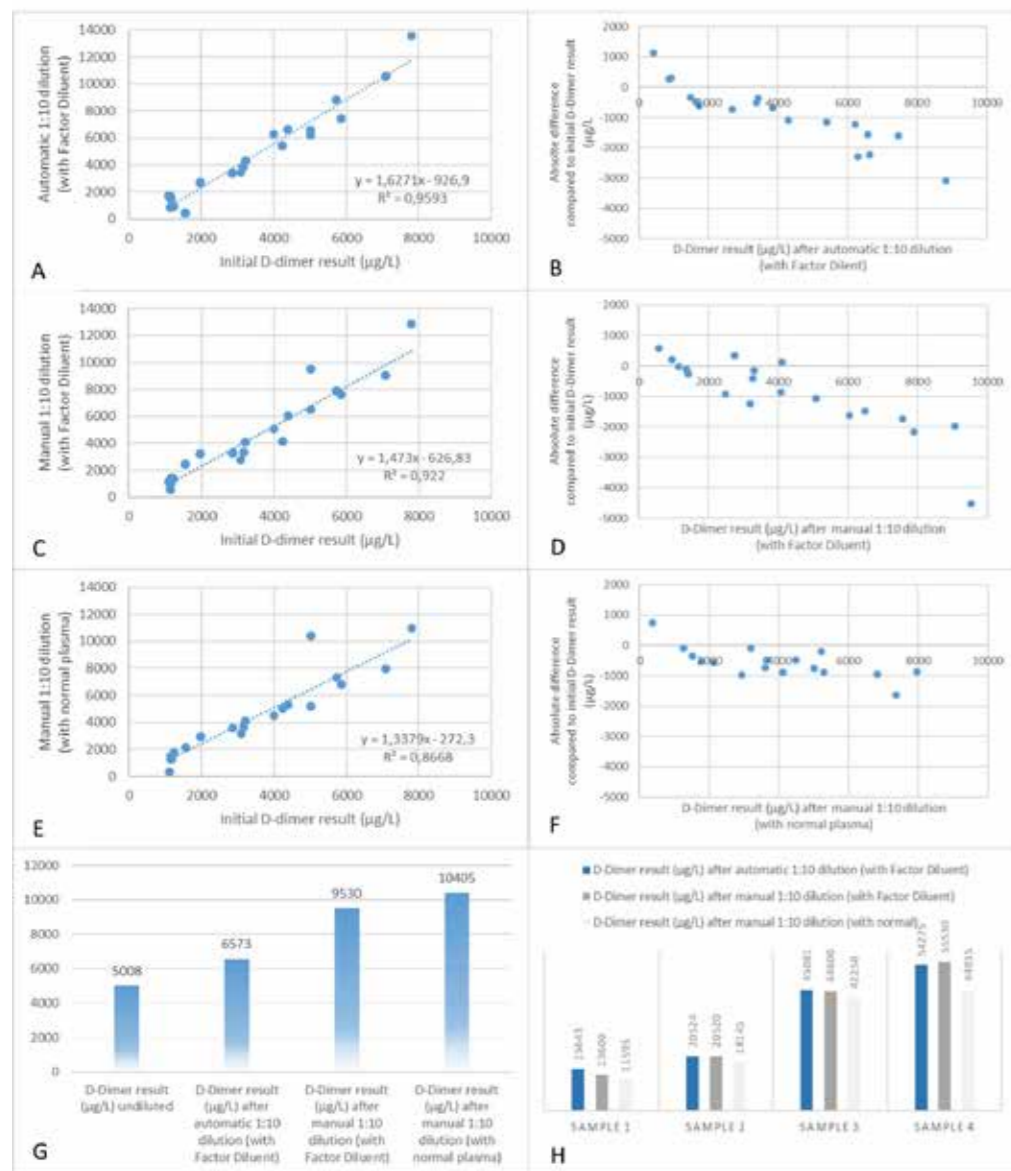 14000
12000
10000
8000
6000
4000
2000
0
Automatic 1:10 dilution
(with Factor Diluent)
y = 1,6271x - 926,9
R² = 0,9593
0 2000 4000 6000 8000 10000
Initial D-dimer result (µg/L)
A
2000
1000
0
-1000
-2000
-3000
-4000
-5000
Absolte difference
compared to initial D-Dimer result
(µg/L
2000 4000 6000 8000 10000
D-Dimer result (µg/L) after automatic 1:10 dilution
(with Factor Dilent)
B
14000
12000
10000
8000
6000
4000
2000
0
Manual 1:10 dilution
(with Factor Diluent)
y = 1,473x - 626,83
R² = 0,922
0 2000 4000 6000 8000 10000
Initial D-dimer result (µg/L)
C
2000
1000
0
-1000
-2000
-3000
-4000
-5000
Absolute difference
compared to initial D-Dimer result
(µg/L)
2000 4000 6000 8000 10000
D-Dimer result (µg/L) after manual 1:10 dilution
(with Factor Diluent)
D
14000
12000
10000
8000
6000
4000
2000
0
Manual 1:10 dilution
(with normal plasma)
y = 1,3379x - 272,3
R² = 0,8668
0 2000 4000 6000 8000 10000
Initial D-dimer result (µg/L)
E
2000
1000
0
-1000
-2000
-3000
-4000
-5000
Absolute difference
compared to initial D-Dimer result
(µg/L)
2000 4000 6000 8000 10000
D-Dimer result (µg/L) after manual 1:10 dilution
(with normal plasma)
F
12000
10000
8000
6000
4000
2000
0
5008
6573
9530
10405
D-Dimer result
(µg/L) undiluted
D-Dimer result
(µg/L) after
automatic 1:10
dilution (with
Factor Diluent)
D-Dimer result
(µg/L) after
manual 1:10
dilution (with
Factor Diluent)
D-Dimer result
(µg/L) after
manual 1:10
dilution (with
normal plasma)
G
D-Dimer result (µg/L) after automatic 1:10 dilution (with Factor Diluent)
D-Dimer result (µg/L) after manual 1:10 dilution (with Factor Diluent)
D-Dimer result (µg/L) after manual 1:10 dilution (with normal
20524
20520
18145
54275
SAMPLE 1
SAMPLE 2
SAMPLE 3
SAMPLE 4
H